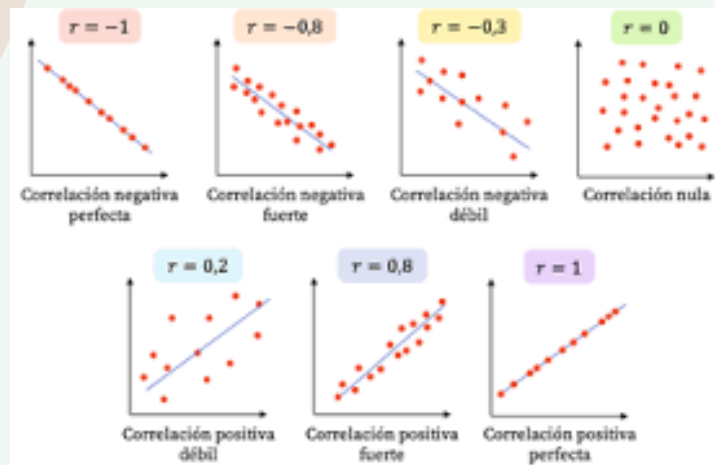 r = −1
r = −0,8
r = −0,3
r = 0
Correlación negativa
perfecta
Correlación negativa
fuerte
Correlación negativa
débil
Correlación nula
r = 0,2
r = 0,8
r = 1
Correlación positiva
débil
Correlación positiva
fuerte
Correlación positiva
perfecta